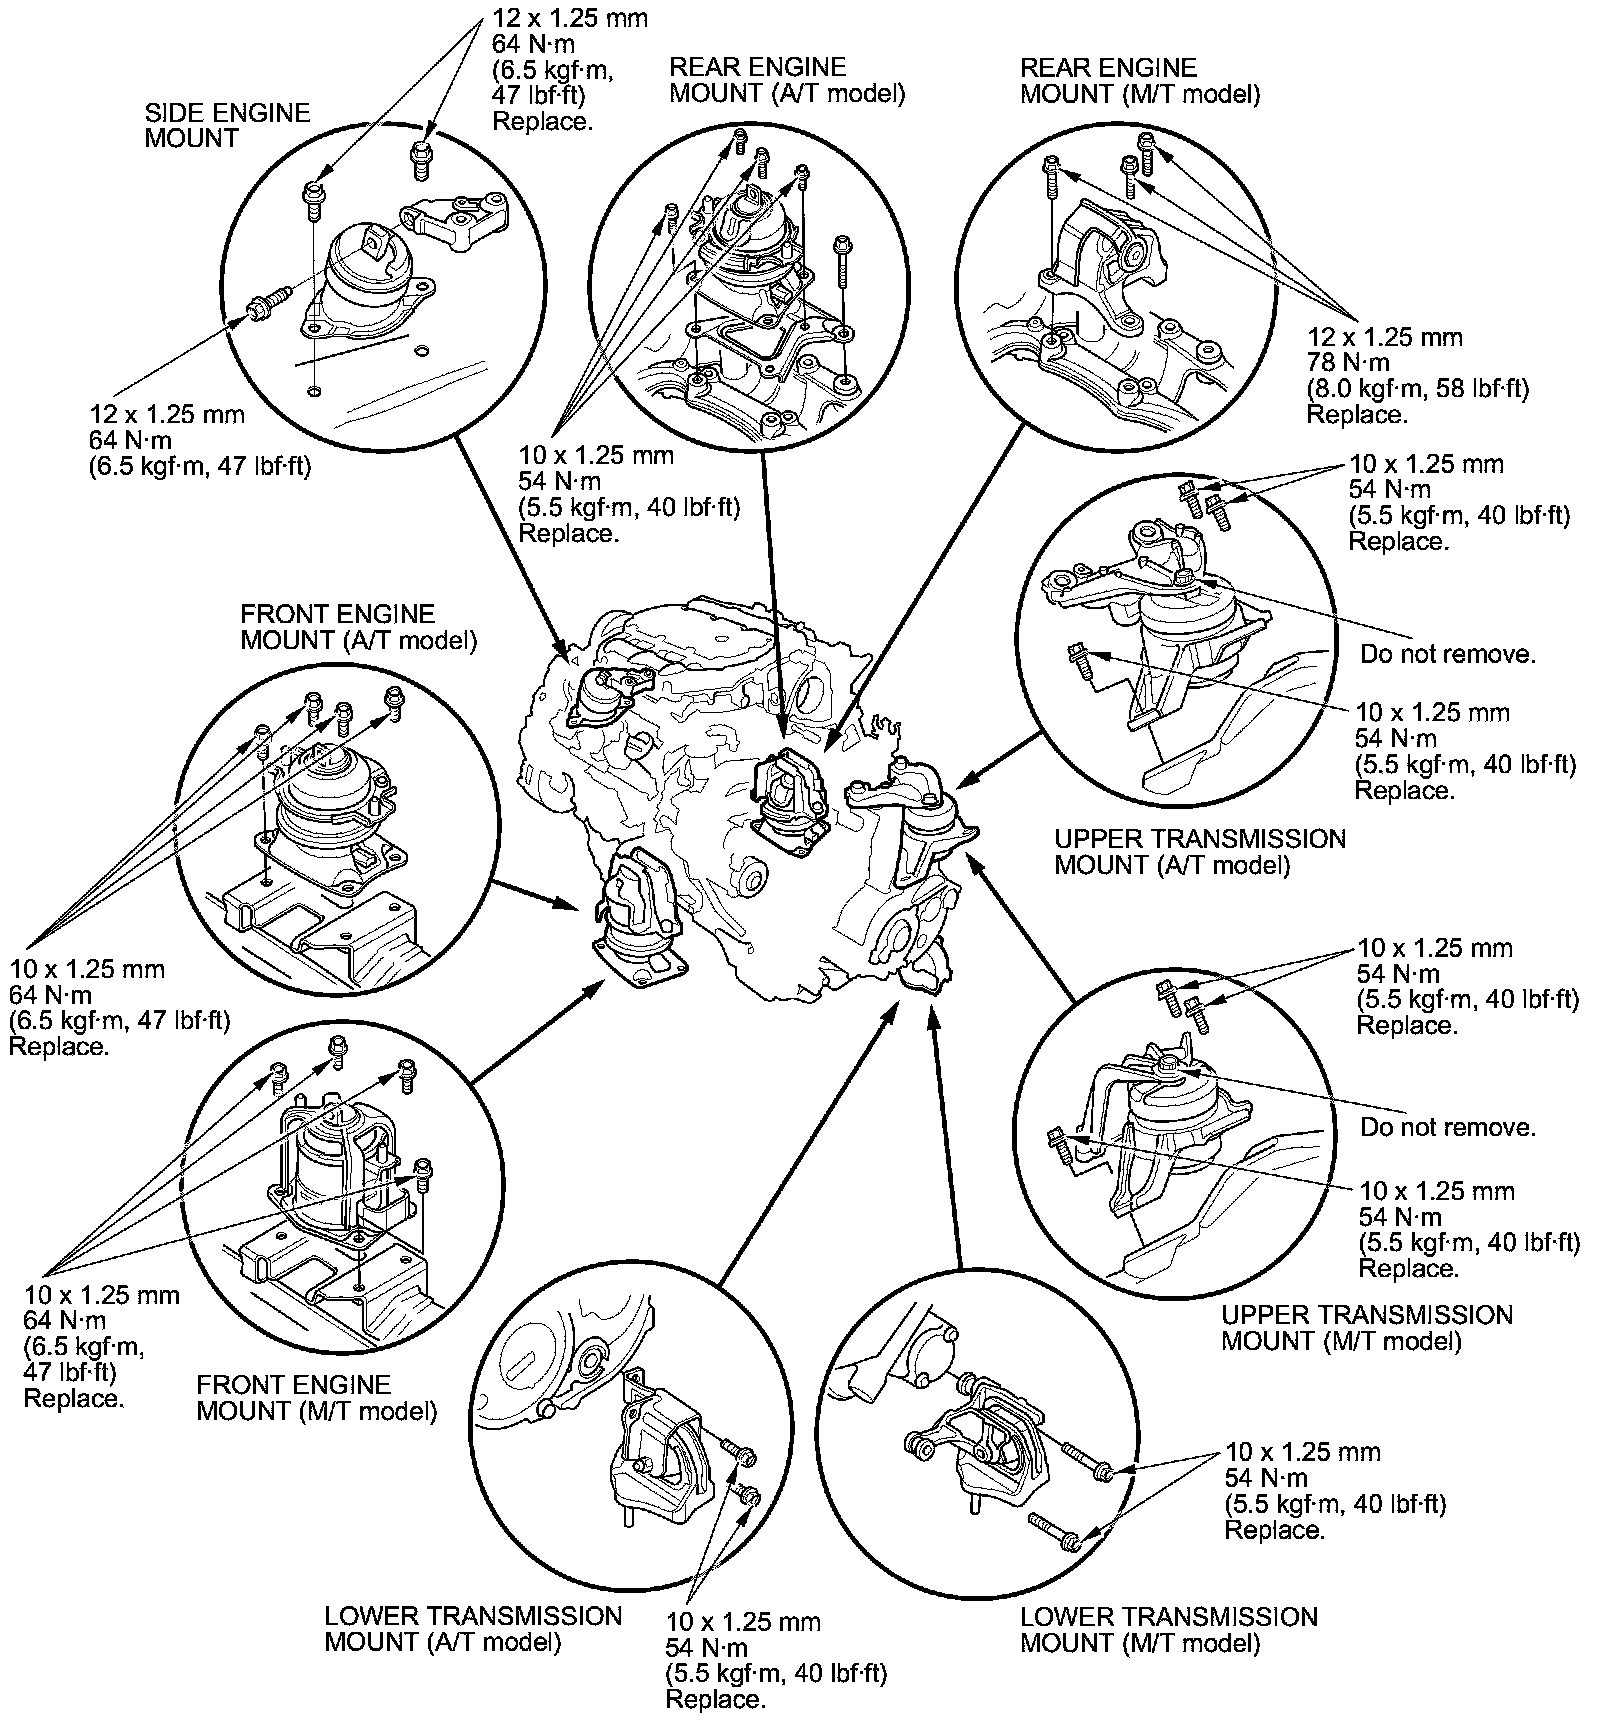 12 x 1.25 mm
64 N·m
(6.5 kgf·m,
47 lbf·ft)
Replace.
SIDE ENGINE
MOUNT
REAR ENGINE
MOUNT (A/T model)
REAR ENGINE
MOUNT (M/T model)
12 x 1.25 mm
64 N·m
(6.5 kgf·m, 47 lbf·ft)
10 x 1.25 mm
54 N·m
(5.5 kgf·m, 40 lbf·ft)
Replace.
12 x 1.25 mm
78 N·m
(8.0 kgf·m, 58 lbf·ft)
Replace.
10 x 1.25 mm
54 N·m
(5.5 kgf·m, 40 lbf·ft)
Replace.
Do not remove.
10 x 1.25 mm
54 N·m
(5.5 kgf·m, 40 lbf·ft)
Replace.
UPPER TRANSMISSION
MOUNT (A/T model)
FRONT ENGINE
MOUNT (A/T model)
10 x 1.25 mm
64 N·m
(6.5 kgf·m, 47 lbf·ft)
Replace.
10 x 1.25 mm
54 N·m
(5.5 kgf·m, 40 lbf·ft)
Replace.
Do not remove.
10 x 1.25 mm
54 N·m
(5.5 kgf·m, 40 lbf·ft)
Replace.
UPPER TRANSMISSION
MOUNT (M/T model)
10 x 1.25 mm
64 N·m
(6.5 kgf·m,
47 lbf·ft)
Replace.
FRONT ENGINE
MOUNT (M/T model)
10 x 1.25 mm
54 N·m
(5.5 kgf·m, 40 lbf·ft)
Replace.
LOWER TRANSMISSION
MOUNT (A/T model)
10 x 1.25 mm
54 N·m
(5.5 kgf·m, 40 lbf·ft)
Replace.
LOWER TRANSMISSION
MOUNT (M/T model)